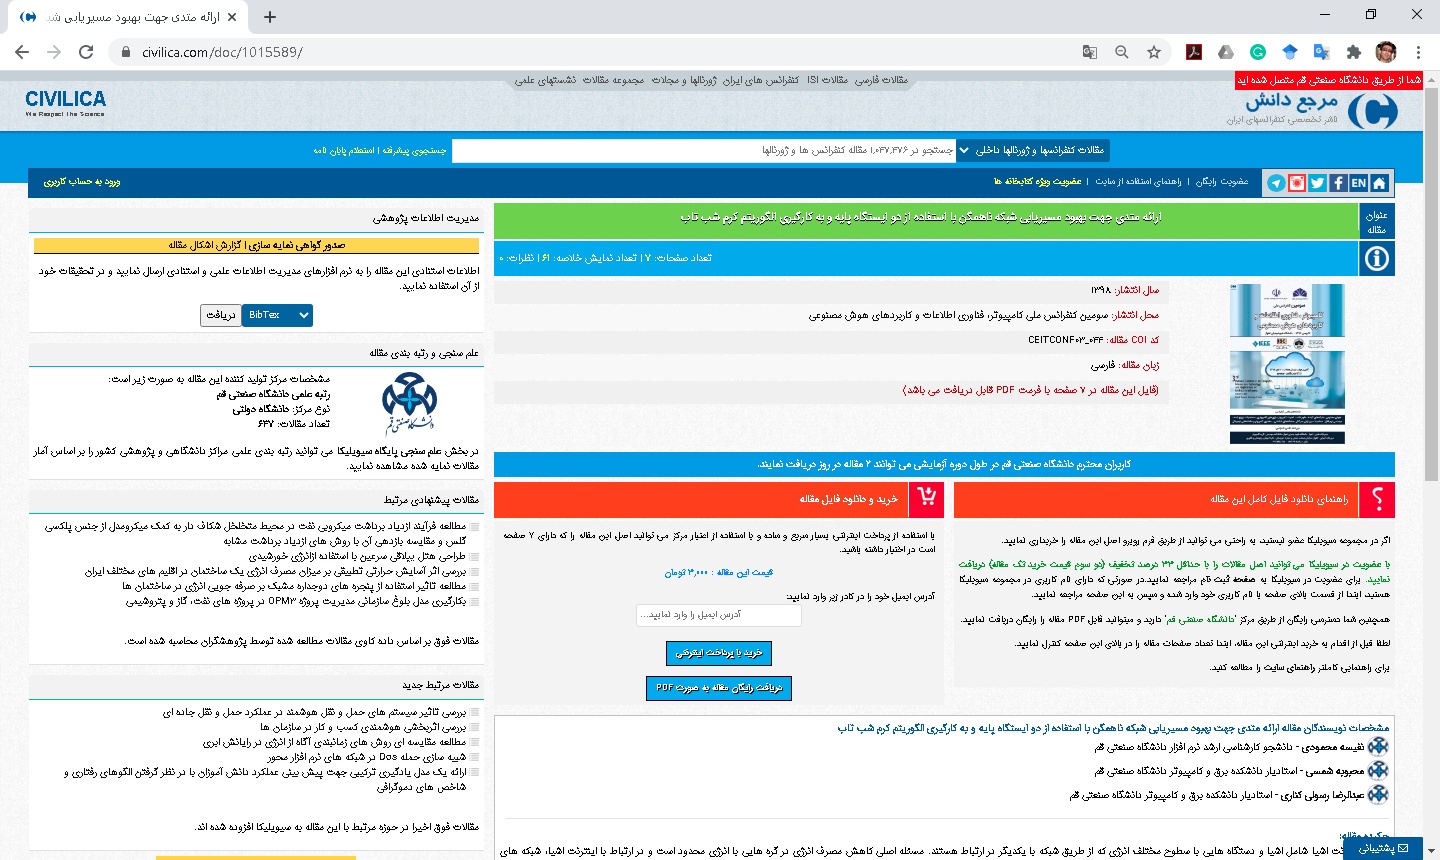 ارائه متدی جهت بهبود مسیریابی شب
civilica.com/doc/1015589/
شما از طریق دانشگاه صنعتی قم متصل شده اید
مقالات فارسی مقالات ISI کنفرانس های ایران ژورنالها و مجلات مجموعه مقالات نشستهای علمی
مرجع دانش
ناشر تخصصی کنفرانسهای ایران
CIVILICA
We Respect the Science
مقالات کنفرانسها و ژورنالها داخلی
جستجو در ۱,۰۴۷,۴۷۶ مقاله کنفرانس ها و ژورنالها
جستجوی پیشرفته | استعلام پایان نامه
EN
عضویت رایگان | راهنمای استفاده از سایت | عضویت ویژه کتابخانه ها
ورود به حساب کاربری
عنوان مقاله
ارائه متدی جهت بهبود مسیریابی شبکه ناهمگن با استفاده از دو ایستگاه پایه و به کارگیری الگوریتم کرم شب تاب
تعداد صفحات: ۷ | تعداد نمایش خلاصه: ۶۱ | نظرات: ۰
سال انتشار: ۱۳۹۸
محل انتشار: سومین کنفرانس ملی کامپیوتر، فناوری اطلاعات و کاربردهای هوش مصنوعی
کد COI مقاله: CEITCONF03_044
زبان مقاله: فارسی
(فایل این مقاله در ۷ صفحه با فرمت PDF قابل دریافت می باشد)
کاربران محترم دانشگاه صنعتی قم در طول دوره آزمایشی می توانند ۲ مقاله در روز دریافت نمایند.
راهنمای دانلود فایل کامل این مقاله
اگر در مجموعه سیویلیکا عضو نیستید، به راحتی می توانید از طریق فرم روبرو اصل این مقاله را خریداری نمایید.
با عضویت در سیویلیکا می توانید اصل مقالات را با حداقل ۳۳ درصد تخفیف (دو سوم قیمت خرید تک مقاله) دریافت
نمایید. برای عضویت در سیویلیکا به صفحه ثبت نام مراجعه نمایید.در صورتی که دارای نام کاربری در مجموعه سیویلیکا
هستید، ابتدا از قسمت بالای صفحه با نام کاربری خود وارد شده و سپس به این صفحه مراجعه نمایید.
همچنین شما دسترسی رایگان از طریق مرکز "دانشگاه صنعتی قم" دارید و میتوانید فایل PDF مقاله را رایگان دریافت نمایید.
لطفا قبل از اقدام به خرید اینترنتی این مقاله، ابتدا تعداد صفحات مقاله را در بالای این صفحه کنترل نمایید.
برای راهنمایی کاملتر راهنمای سایت را مطالعه کنید.
خرید و دانلود فایل مقاله
با استفاده از پرداخت اینترنتی بسیار سریع و ساده و با استفاده از اعتبار مرکز می توانید اصل این مقاله را که دارای ۷ صفحه
است در اختیار داشته باشید.
قیمت این مقاله : ۳,۰۰۰ تومان
آدرس ایمیل خود را در کادر زیر وارد نمایید:
آدرس ایمیل را وارد نمایید...
خرید با پرداخت اینترنتی
دریافت رایگان مقاله به صورت PDF
مشخصات نویسندگان مقاله ارائه متدی جهت بهبود مسیریابی شبکه ناهمگن با استفاده از دو ایستگاه پایه و به کارگیری الگوریتم کرم شب تاب
نفیسه محمودی - دانشجو کارشناسی ارشد نرم افزار دانشگاه صنعتی قم
محبوبه شمسی - استادیار دانشکده برق و کامپیوتر دانشگاه صنعتی قم
عبدالرضا رسولی کناری - استادیار دانشکده برق و کامپیوتر دانشگاه صنعتی قم
چکیده مقاله:
نت اشیا شامل اشیا و دستگاه هایی با سطوح مختلف انرژی که از طریق شبکه با یکدیگر در ارتباط هستند. مسئله اصلی کاهش مصرف انرژی در گره هایی با انرژی محدود است و در ارتباط با اینترنت اشیا، شبکه های
پشتیبانی
مدیریت اطلاعات پژوهشی
صدور گواهی نمایه سازی | گزارش اشکال مقاله
اطلاعات استنادی این مقاله را به نرم افزارهای مدیریت اطلاعات علمی و استنادی ارسال نمایید و در تحقیقات خود
از آن استفاده نمایید.
BibTex
دریافت
علم سنجی و رتبه بندی مقاله
مشخصات مرکز تولید کننده این مقاله به صورت زیر است:
رتبه علمی دانشگاه صنعتی قم
نوع مرکز: دانشگاه دولتی
تعداد مقالات: ۶۳۷
دانشگاه صنعتی قم
در بخش علم سنجی پایگاه سیویلیکا می توانید رتبه بندی علمی مراکز دانشگاهی و پژوهشی کشور را بر اساس آمار
مقالات نمایه شده مشاهده نمایید.
مقالات پیشنهادی مرتبط
مطالعه فرآیند ازدیاد برداشت میکروبی نفت در محیط متخلخل شکاف دار به کمک میکرومدل از جنس پلکسی
گلس و مقایسه بازدهی آن با روش های ازدیاد برداشت مشابه
طراحی هتل ییلاقی سرعین با استفاده ازانرژی خورشیدی
بررسی اثر آسایش حرارتی تطبیقی بر میزان مصرف انرژی یک ساختمان در اقلیم های مختلف ایران
مطالعه تاثیر استفاده از پنجره های دوجداره مشبک بر صرفه جویی انرژی در ساختمان ها
بکارگیری مدل بلوغ سازمانی مدیریت پروژه OPM3 در پروژه های نفت، گاز و پتروشیمی
مقالات فوق بر اساس داده کاوی مقالات مطالعه شده توسط پژوهشگران محاسبه شده است.
مقالات مرتبط جدید
بررسی تاثیر سیستم های حمل و نقل هوشمند در عملکرد حمل و نقل جاده ای
بررسی اثربخشی هوشمندی کسب و کار در سازمان ها
مطالعه مقایسه ای روش های زمانبندی آگاه از انرژی در رایانش ابری
شبیه سازی حمله Dos در شبکه های نرم افزار محور
ارائه یک مدل یادگیری ترکیبی جهت پیش بینی عملکرد دانش آموزان با در نظر گرفتن الگوهای رفتاری و
شاخص های دموگرافی
مقالات فوق اخیرا در حوزه مرتبط با این مقاله به سیویلیکا افزوده شده اند.